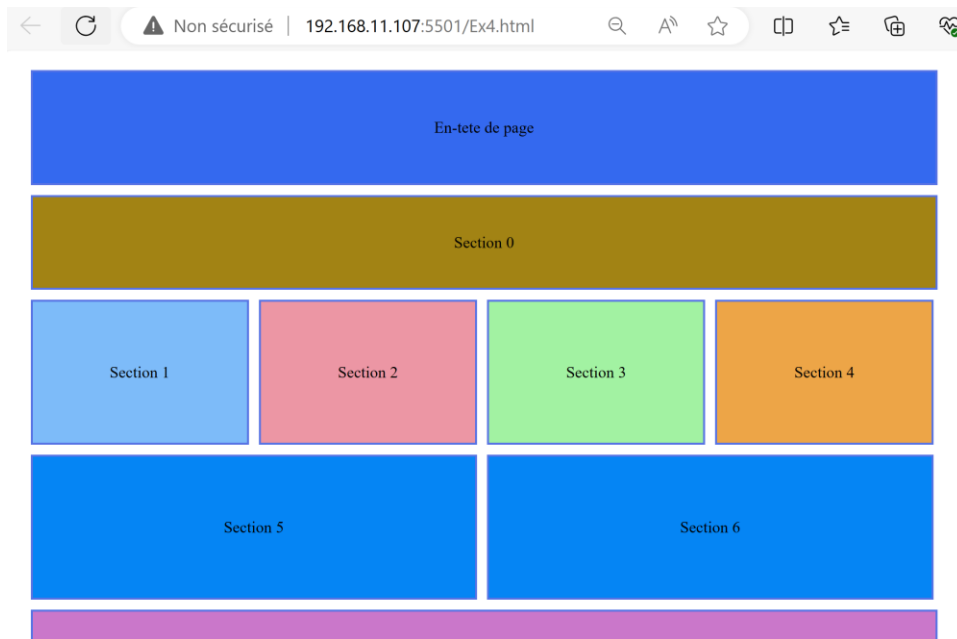 Non sécurisé | 192.168.11.107:5501/Ex4.html
En-tete de page
Section 0
Section 1 Section 2 Section 3 Section 4
Section 5 Section 6